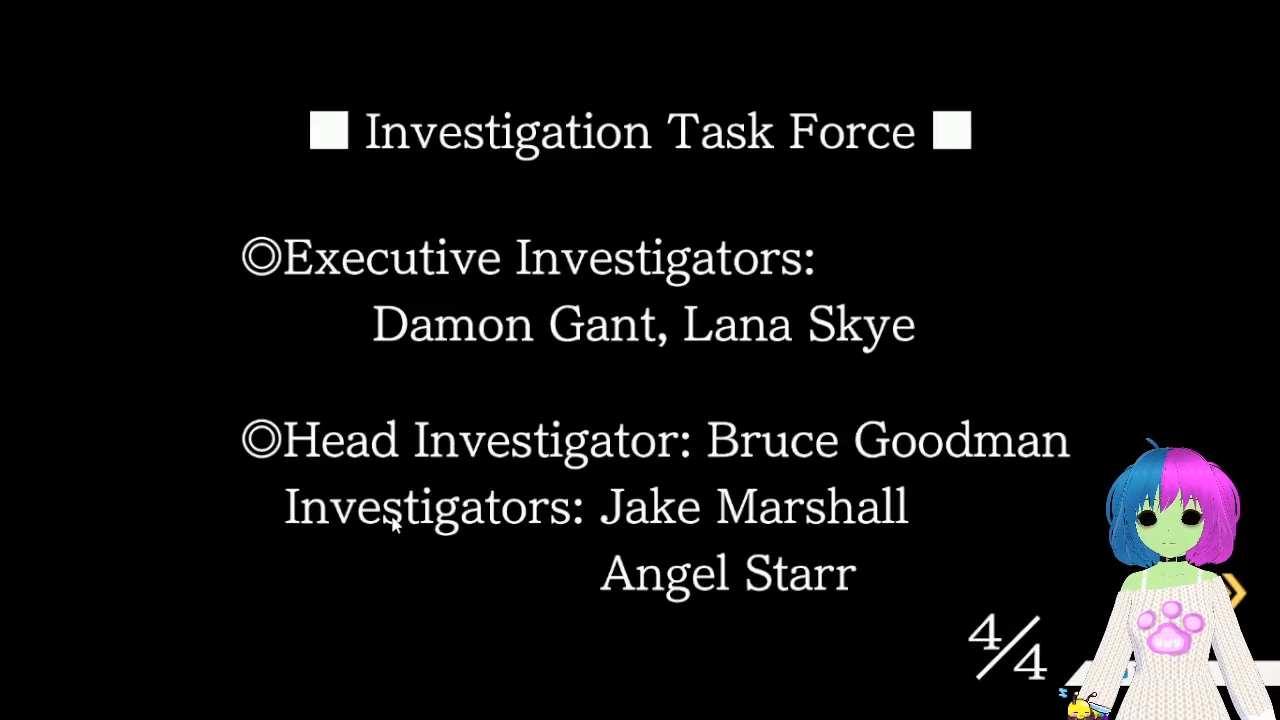 ■ Investigation Task Force ■
◎Executive Investigators:
Damon Gant, Lana Skye
◎Head Investigator: Bruce Goodman
Investigators: Jake Marshall
Angel Starr
4/4